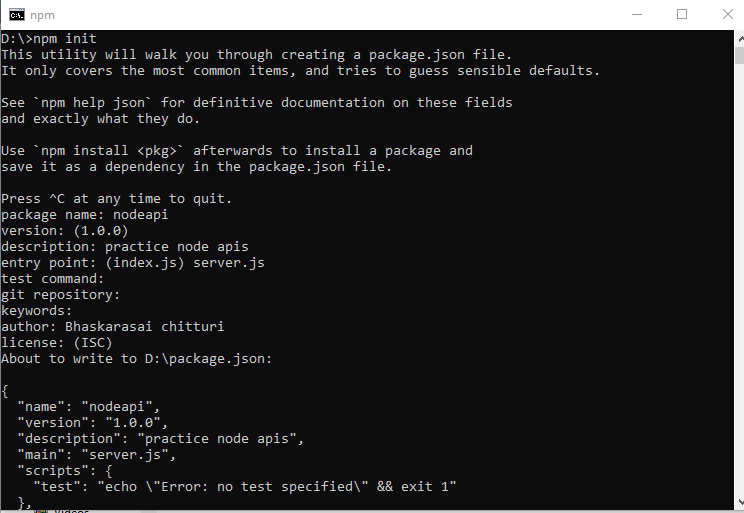 npm
D:\>npm init
This utility will walk you through creating a package.json file.
It only covers the most common items, and tries to guess sensible defaults.
See `npm help json` for definitive documentation on these fields
and exactly what they do.
Use `npm install <pkg>` afterwards to install a package and
save it as a dependency in the package.json file.
Press ^C at any time to quit.
package name: nodeapi
version: (1.0.0)
description: practice node apis
entry point: (index.js) server.js
test command:
git repository:
keywords:
author: Bhaskarasai chitturi
license: (ISC)
About to write to D:\package.json:
{
  "name": "nodeapi",
  "version": "1.0.0",
  "description": "practice node apis",
  "main": "server.js",
  "scripts": {
    "test": "echo \"Error: no test specified\" && exit 1"
  },